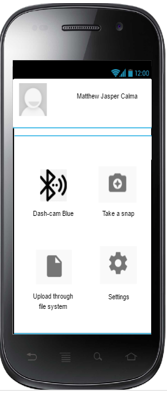 12:00
Matthew Jasper Calma
Dash-cam Blue
Take a snap
Upload through
file system
Settings